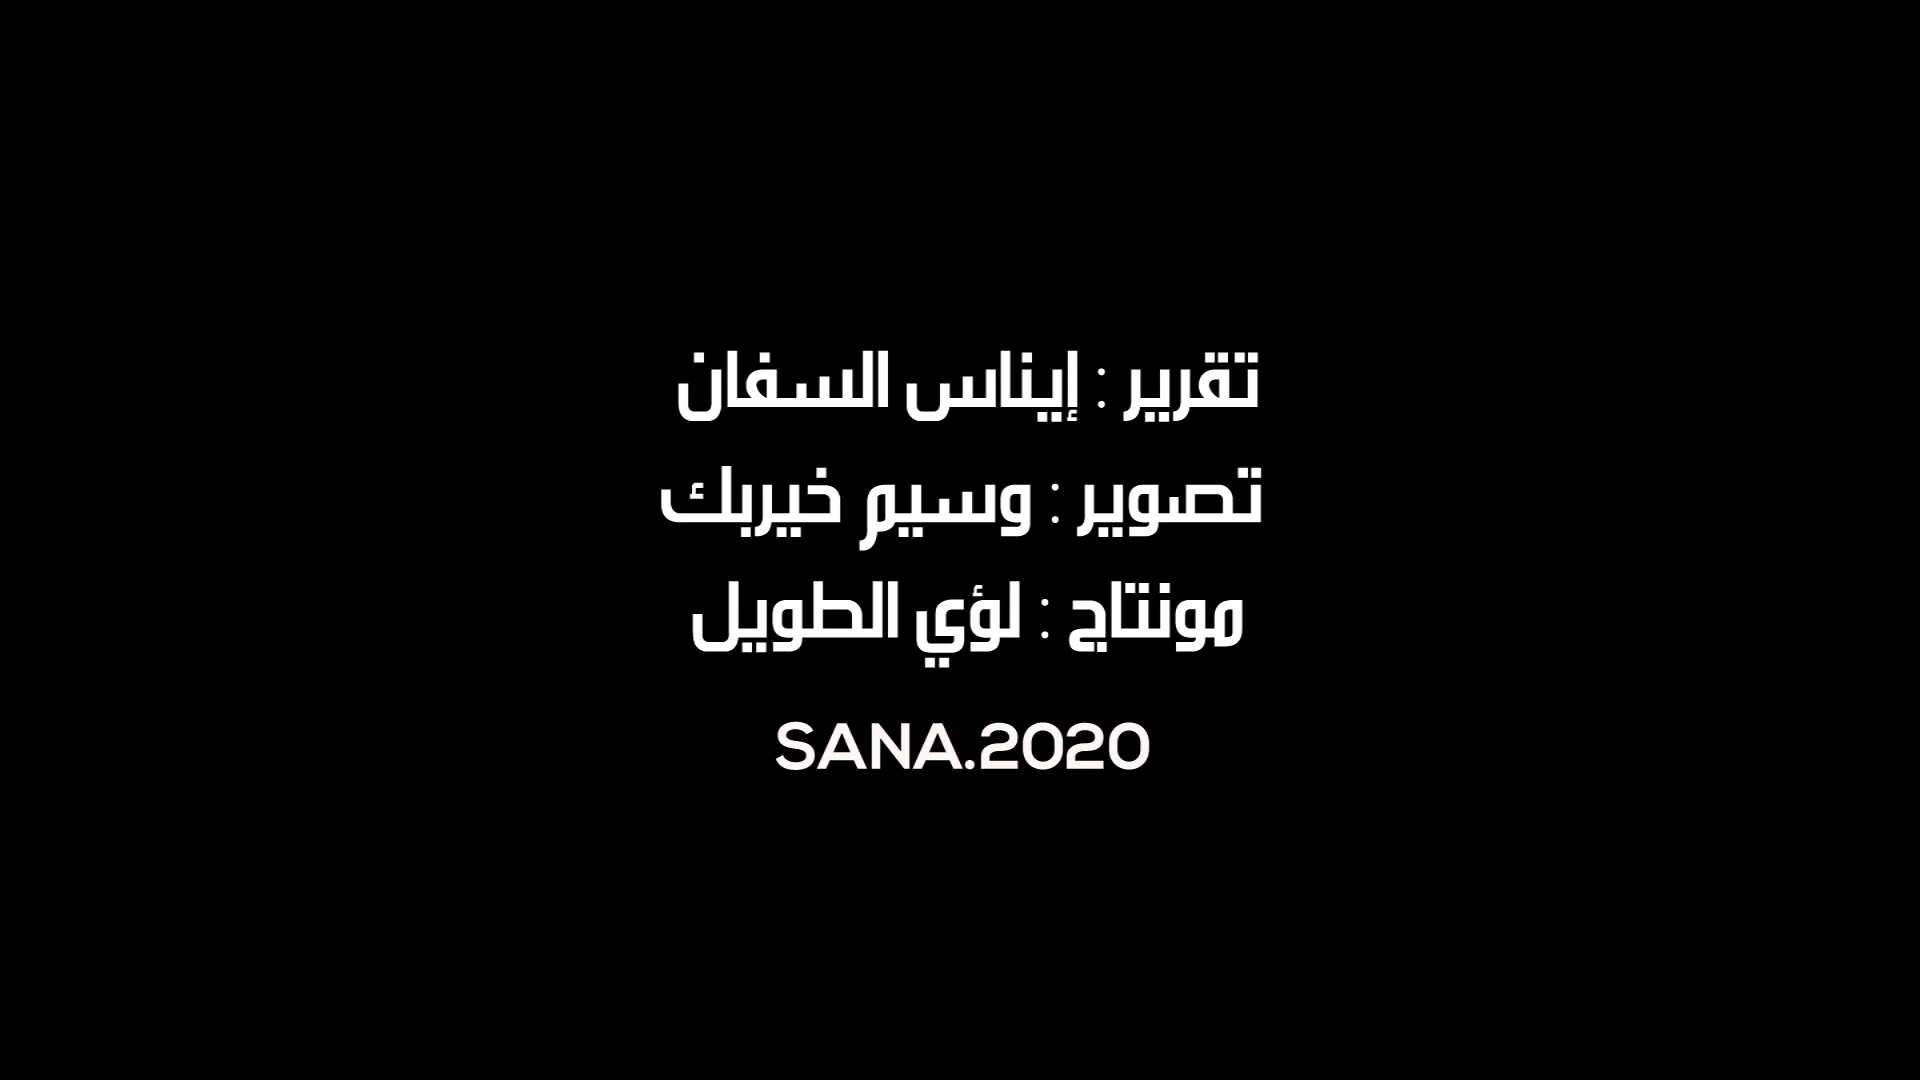 تقرير : إيناس السفان
تصوير : وسيم خيربك
مونتاج : لؤي الطويل
SANA.2020